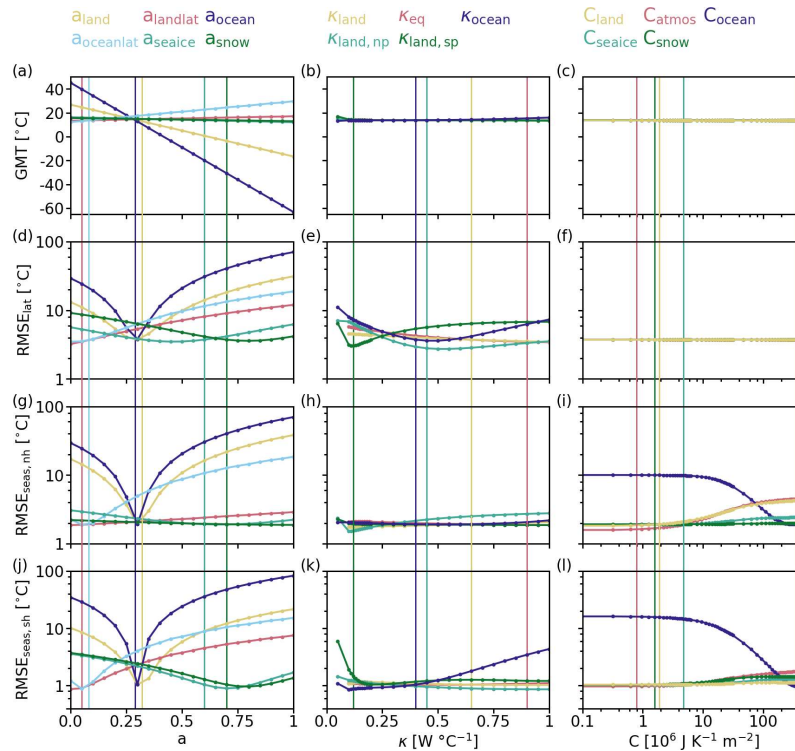 a_land a_landlat a_ocean
a_oceanlat a_seaice a_snow
κ_land κ_eq κ_ocean
κ_land, np κ_land, sp
C_land C_atmos C_ocean
C_seaice C_snow
(a) (b) (c)
GMT [°C]
40
20
0
-20
-40
-60
(d) (e) (f)
RMSE_lat [°C]
100
10
1
(g) (h) (i)
RMSE_seas, nh [°C]
100
10
1
(j) (k) (l)
RMSE_seas, sh [°C]
100
10
1
0.0 0.25 0.5 0.75 1
a
0.0 0.25 0.5 0.75 1
κ [W °C⁻¹]
0.1 1 10 100
C [10⁶ J K⁻¹ m⁻²]